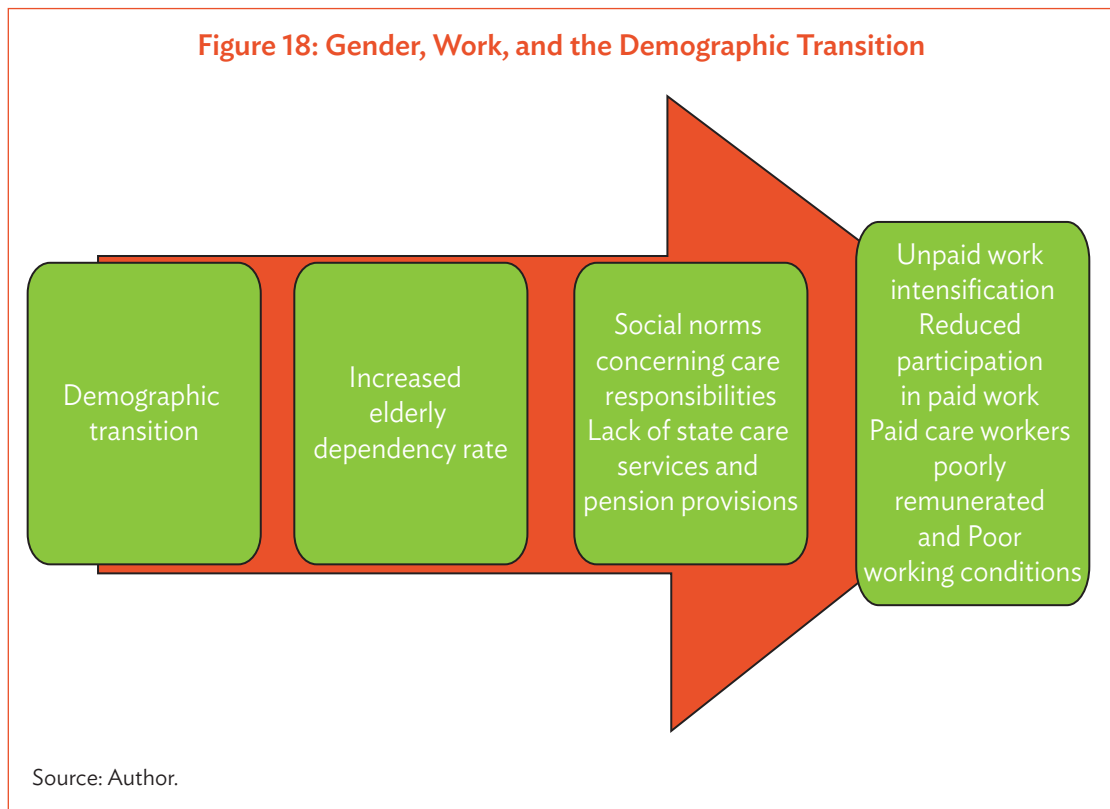 Figure 18: Gender, Work, and the Demographic Transition
Demographic
transition
Increased
elderly
dependency rate
Social norms
concerning care
responsibilities
Lack of state care
services and
pension provisions
Unpaid work
intensification
Reduced
participation
in paid work
Paid care workers
poorly
remunerated
and Poor
working conditions
Source: Author.